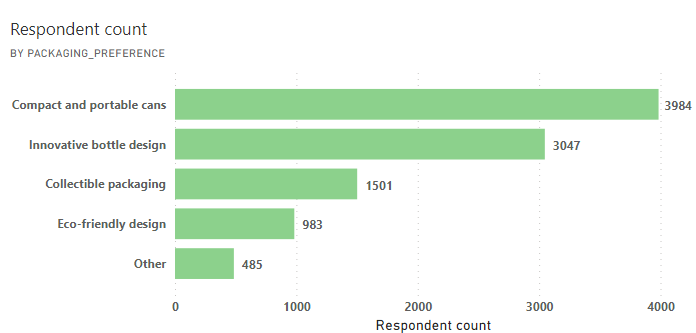 Respondent count
BY PACKAGING_PREFERENCE
Compact and portable cans 3984
Innovative bottle design 3047
Collectible packaging 1501
Eco-friendly design 983
Other 485
0 1000 2000 3000 4000
Respondent count